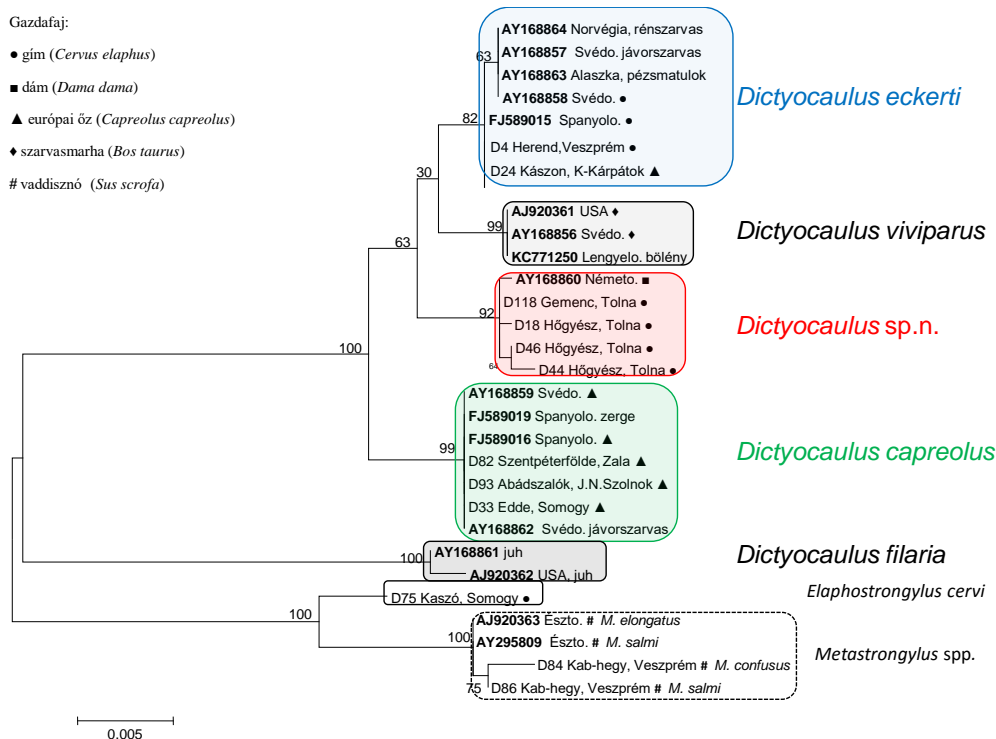 Gazdafaj:
● gím (Cervus elaphus)
■ dám (Dama dama)
▲ európai őz (Capreolus capreolus)
♦ szarvasmarha (Bos taurus)
# vaddisznó (Sus scrofa)
AY168864 Norvégia, rénszarvas
AY168857 Svédo. jávorszarvas
63
AY168863 Alaszka, pézsmatulok
AY168858 Svédo. ●
Dictyocaulus eckerti
82
FJ589015 Spanyolo. ●
D4 Herend,Veszprém ●
D24 Kászon, K-Kárpátok ▲
30
AJ920361 USA ♦
99
AY168856 Svédo. ♦
Dictyocaulus viviparus
KC771250 Lengyelo. bölény
63
AY168860 Németo. ■
D118 Gemenc, Tolna ●
92
D18 Hőgyész, Tolna ●
Dictyocaulus sp.n.
D46 Hőgyész, Tolna ●
64
D44 Hőgyész, Tolna ●
100
AY168859 Svédo. ▲
FJ589019 Spanyolo. zerge
FJ589016 Spanyolo. ▲
99
D82 Szentpéterfölde, Zala ▲
Dictyocaulus capreolus
D93 Abádszalók, J.N.Szolnok ▲
D33 Edde, Somogy ▲
AY168862 Svédo. jávorszarvas
100
AY168861 juh
Dictyocaulus filaria
AJ920362 USA, juh
D75 Kaszó, Somogy ●
Elaphostrongylus cervi
100
AJ920363 Észto. # M. elongatus
100
AY295809 Észto. # M. salmi
Metastrongylus spp.
D84 Kab-hegy, Veszprém # M. confusus
75
D86 Kab-hegy, Veszprém # M. salmi
0.005